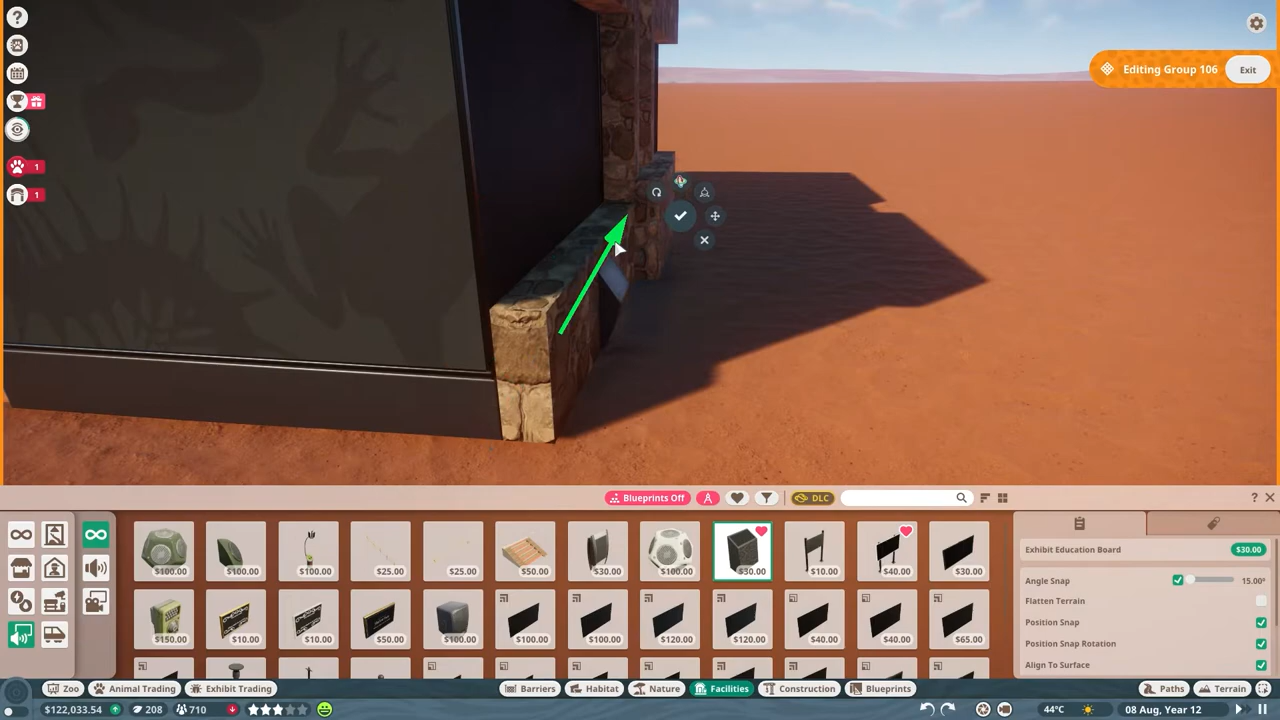 ?
Editing Group 106
Exit
1
1
Blueprints Off
DLC
? ×
$100.00
$100.00
$100.00
$25.00
$25.00
$50.00
$30.00
$100.00
$30.00
$10.00
$40.00
$30.00
Exhibit Education Board
$30.00
Angle Snap
15.00°
$150.00
$10.00
$10.00
$50.00
$100.00
$100.00
$100.00
$120.00
$120.00
$40.00
$40.00
$65.00
Flatten Terrain
Position Snap
Position Snap Rotation
Align To Surface
Zoo
Animal Trading
Exhibit Trading
Barriers
Habitat
Nature
Facilities
Construction
Blueprints
Paths
Terrain
$122,033.54
208
710
44°C
08 Aug, Year 12